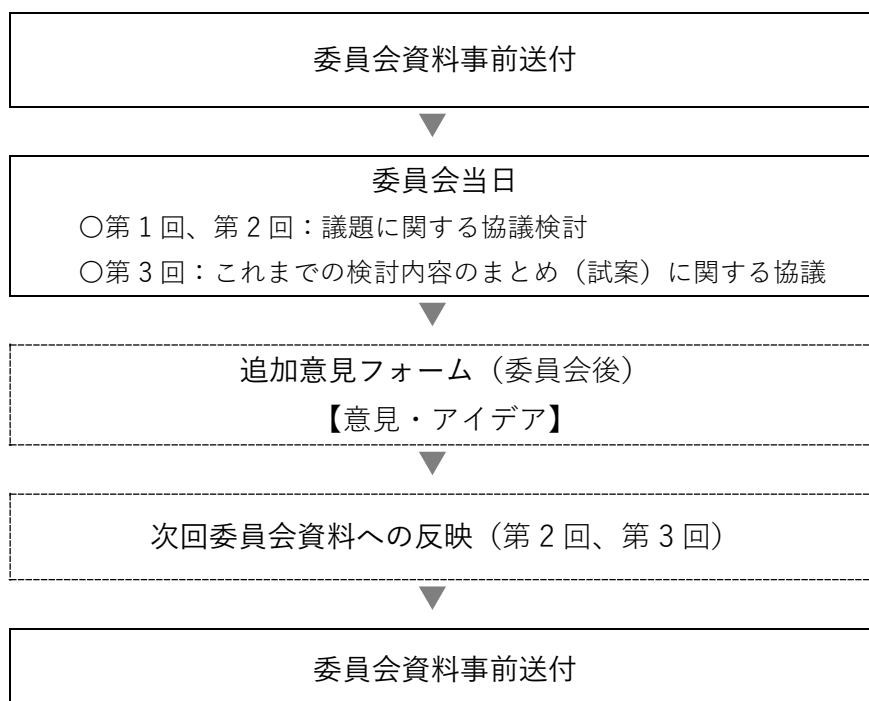 委員会資料事前送付
委員会当日
〇第1回、第2回：議題に関する協議検討
〇第3回：これまでの検討内容のまとめ（試案）に関する協議
追加意見フォーム（委員会後）
【意見・アイデア】
次回委員会資料への反映（第2回、第3回）
委員会資料事前送付